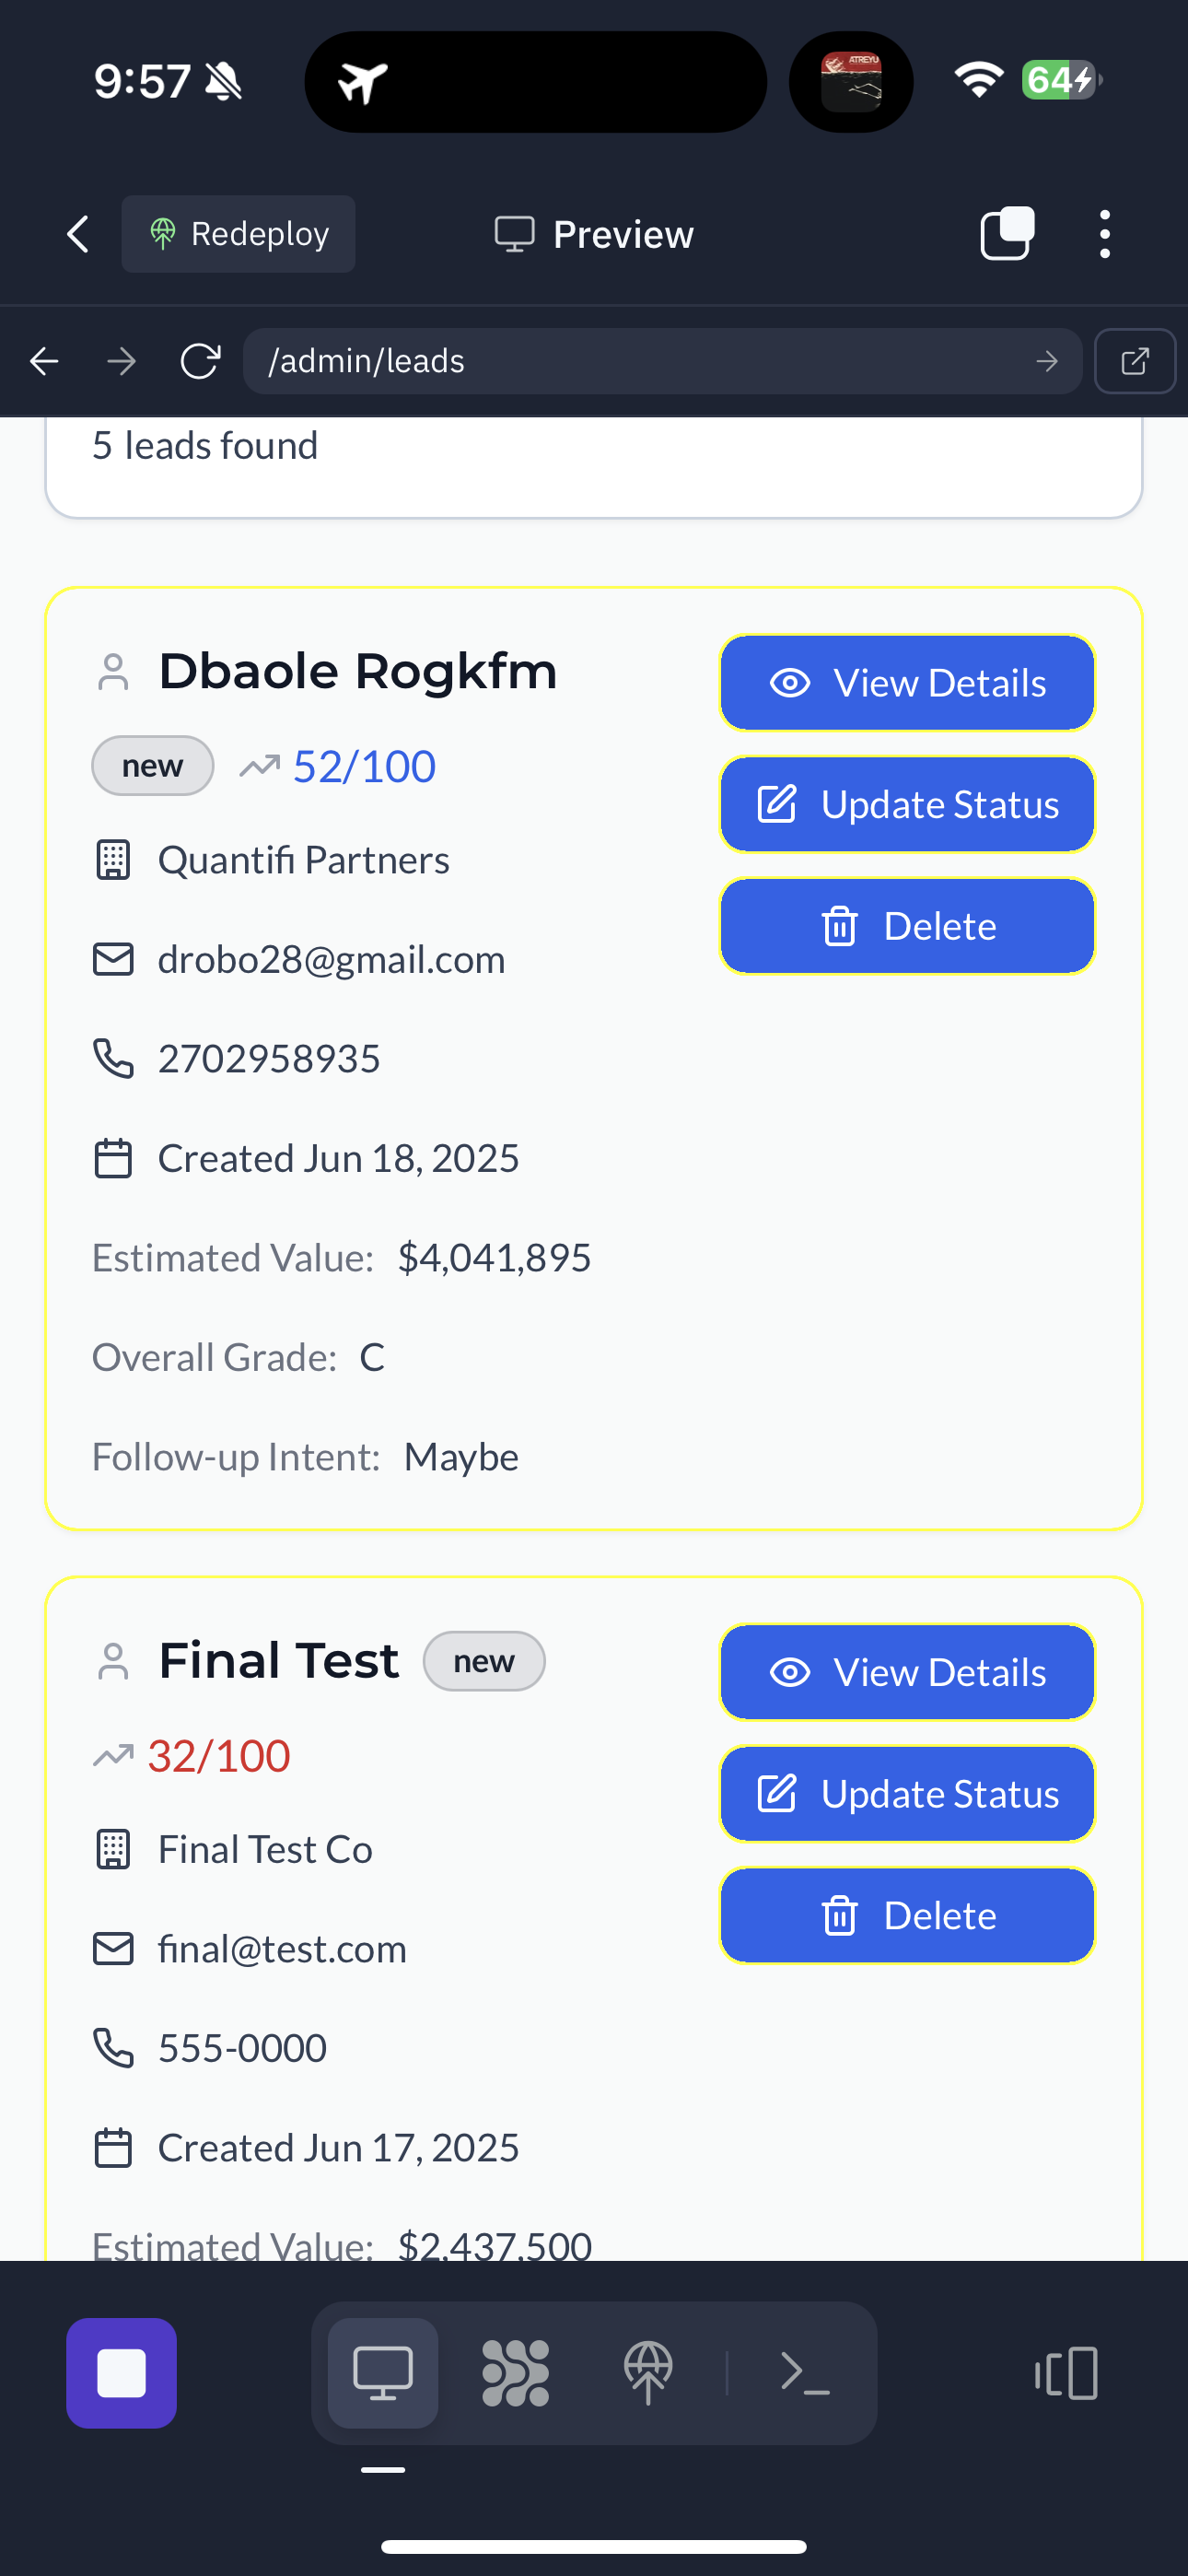 9:57
ATREYU
64
Redeploy
Preview
/admin/leads
5 leads found
Dbaole Rogkfm
new
52/100
Quantifi Partners
drobo28@gmail.com
2702958935
Created Jun 18, 2025
Estimated Value: $4,041,895
Overall Grade: C
Follow-up Intent: Maybe
View Details
Update Status
Delete
Final Test
new
32/100
Final Test Co
final@test.com
555-0000
Created Jun 17, 2025
Estimated Value: $2,437,500
View Details
Update Status
Delete